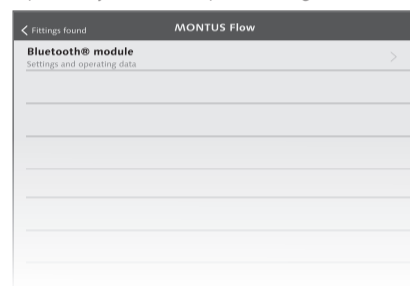 Fittings found
MONTUS Flow
Bluetooth® module
Settings and operating data